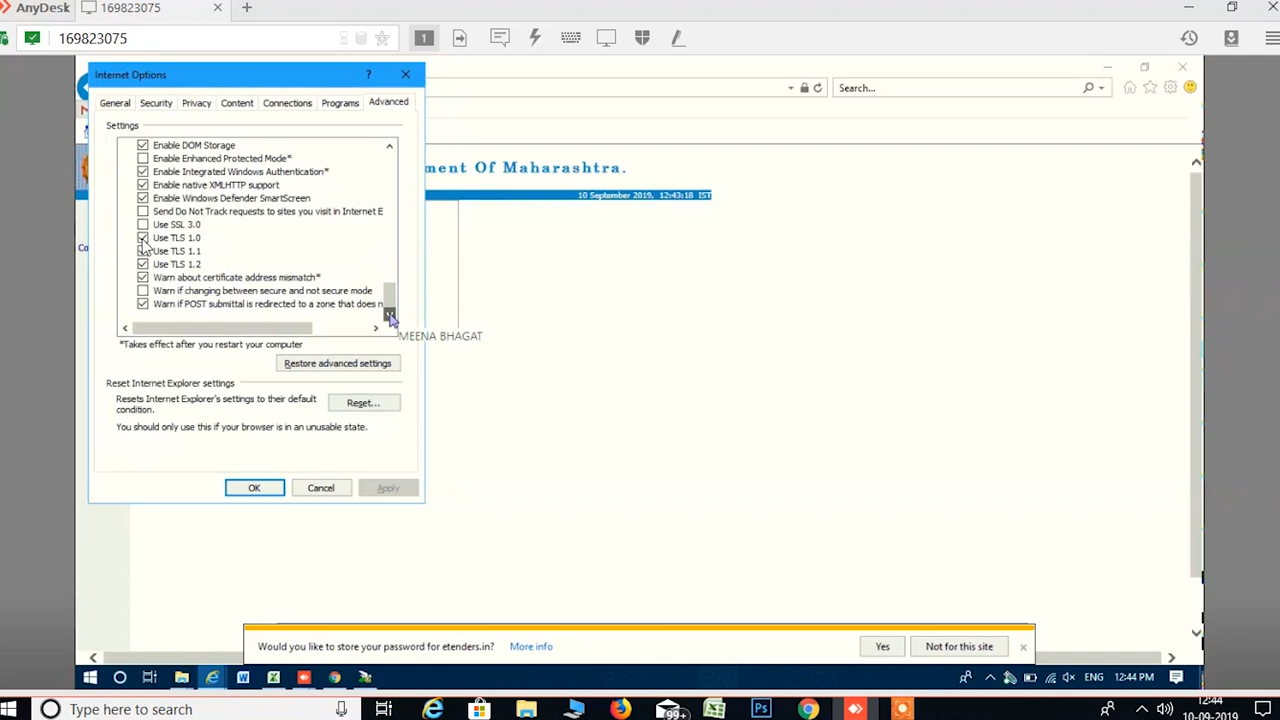 AnyDesk
169823075
169823075
1
Internet Options
?
General
Security
Privacy
Content
Connections
Programs
Advanced
Search...
Settings
Enable DOM Storage
Enable Enhanced Protected Mode*
Enable Integrated Windows Authentication*
Enable native XMLHTTP support
Enable Windows Defender SmartScreen
Send Do Not Track requests to sites you visit in Internet E
Use SSL 3.0
Use TLS 1.0
Use TLS 1.1
Use TLS 1.2
Warn about certificate address mismatch*
Warn if changing between secure and not secure mode
Warn if POST submittal is redirected to a zone that does n
ment Of Maharashtra.
10 September 2019, 12:43:18 IST
Co
MEENA BHAGAT
*Takes effect after you restart your computer
Restore advanced settings
Reset Internet Explorer settings
Resets Internet Explorer's settings to their default
condition.
Reset...
You should only use this if your browser is in an unusable state.
OK
Cancel
Apply
Would you like to store your password for etenders.in?
More info
Yes
Not for this site
ENG
12:44 PM
Type here to search
99+
12:44
10-09-2019